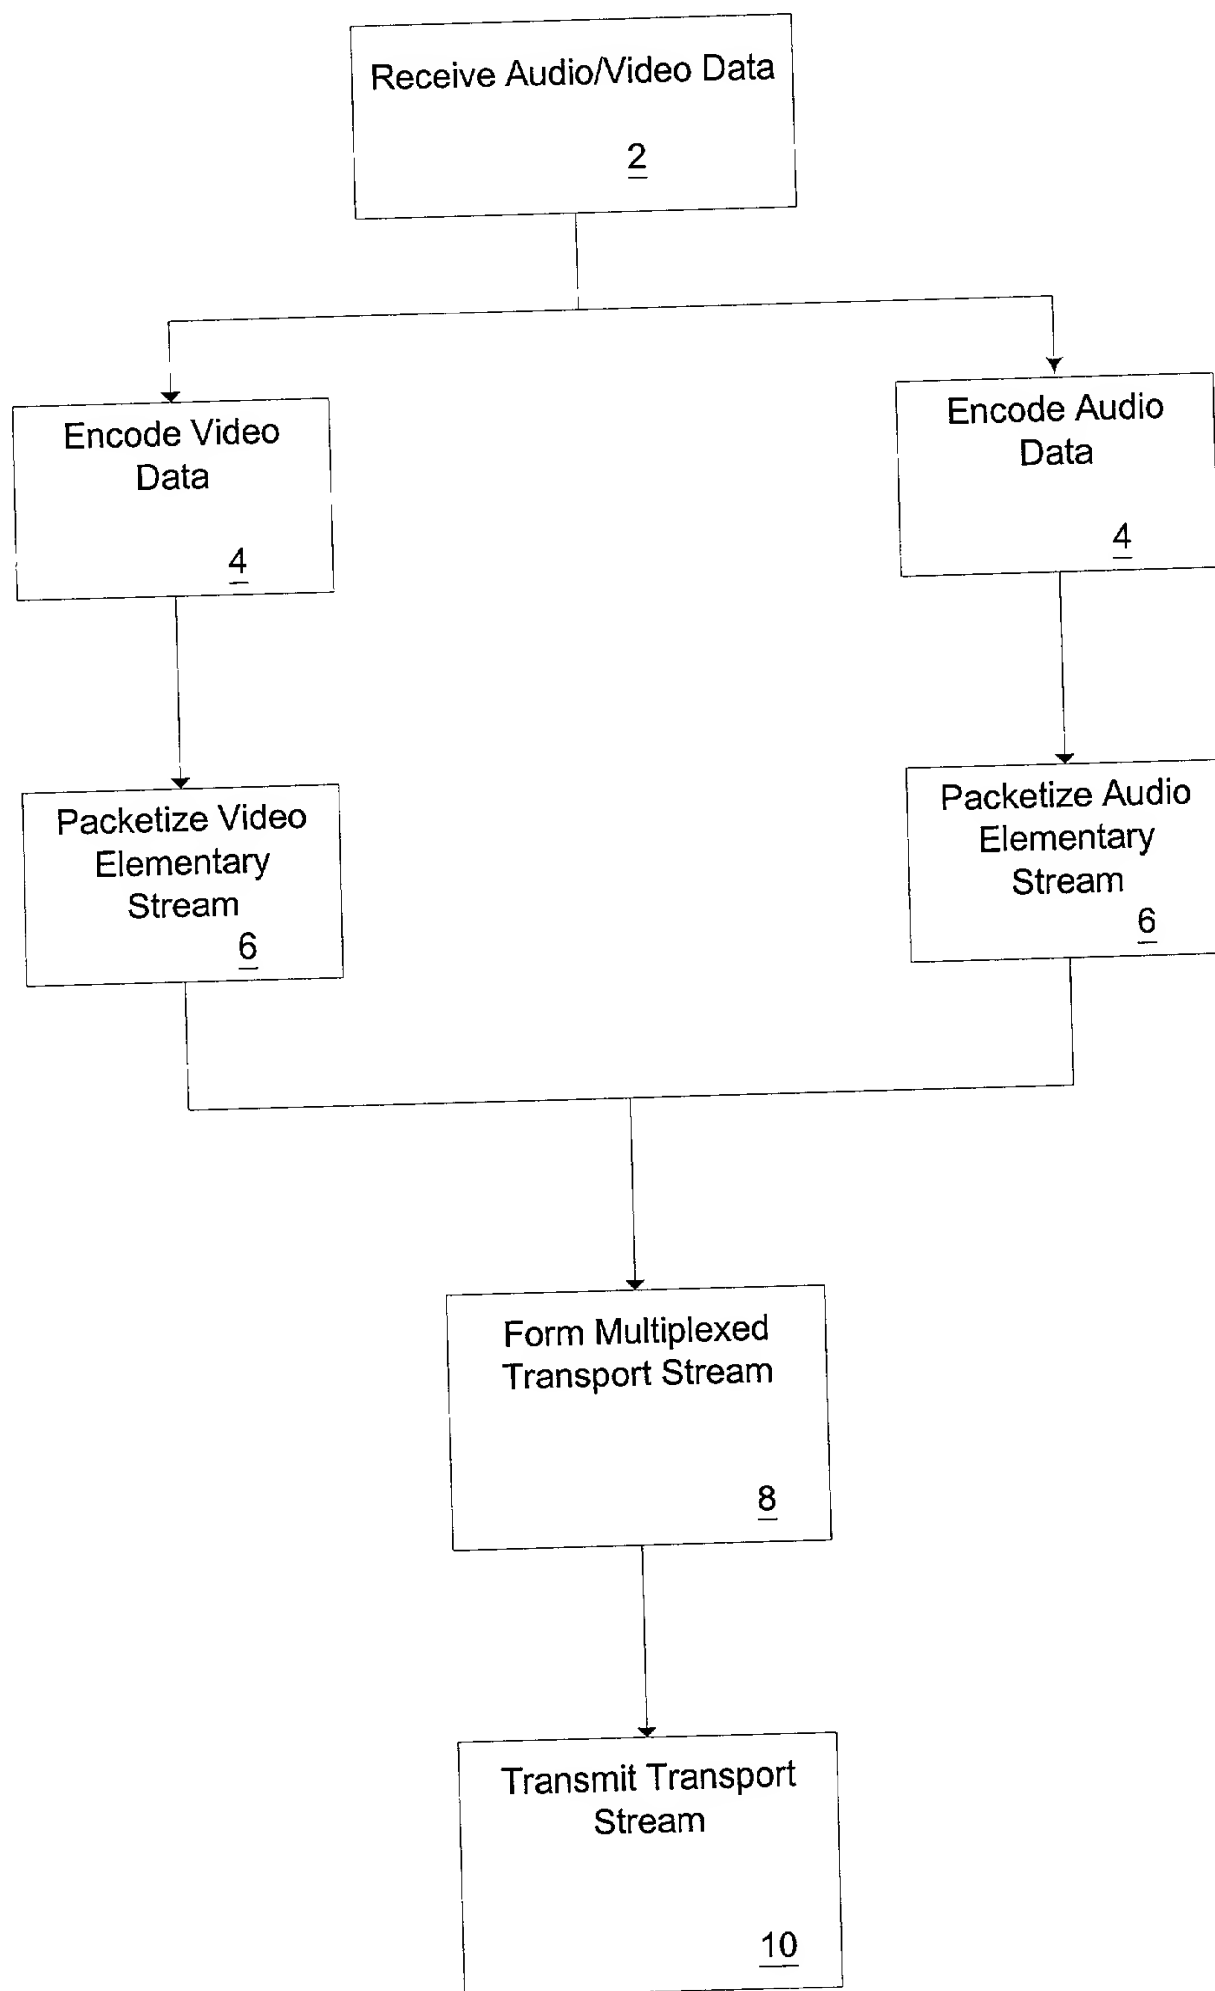 Receive Audio/Video Data
2
Encode Video
Data
4
Encode Audio
Data
4
Packetize Video
Elementary
Stream
6
Packetize Audio
Elementary
Stream
6
Form Multiplexed
Transport Stream
8
Transmit Transport
Stream
10